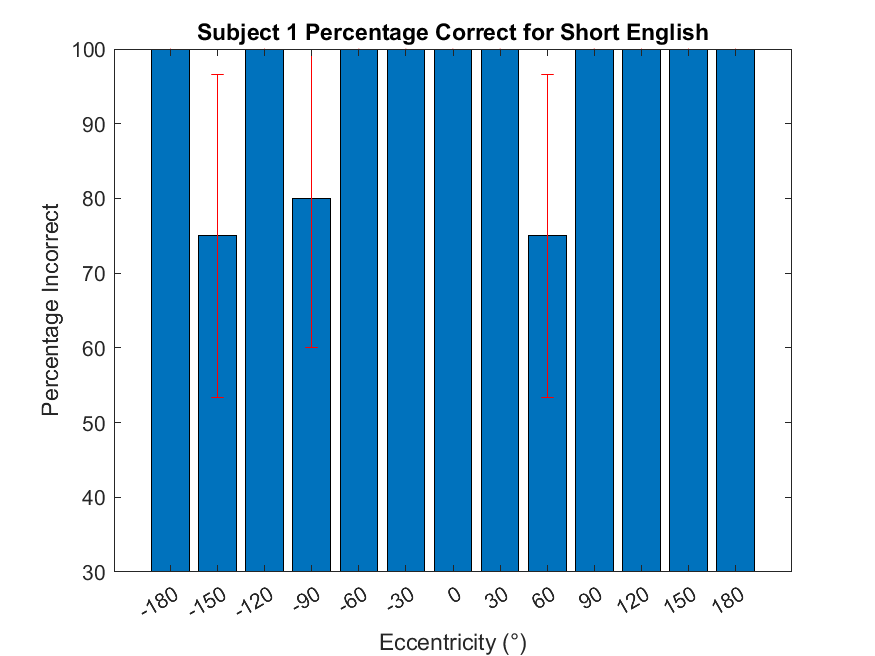 Subject 1 Percentage Correct for Short English
100
90
80
70
60
50
40
30
Percentage Incorrect
-180 -150 -120 -90 -60 -30 0 30 60 90 120 150 180
Eccentricity (°)